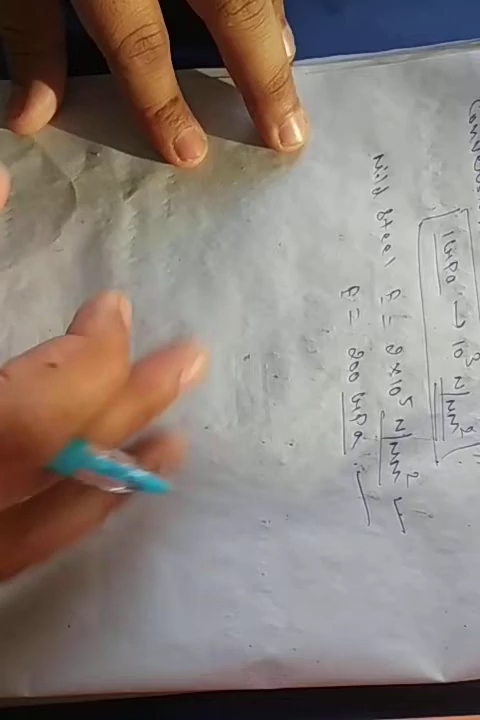 1GPa → 10³ N/mm²
Mild Steel E = 2×10⁵ N/mm²
E = 200 GPa